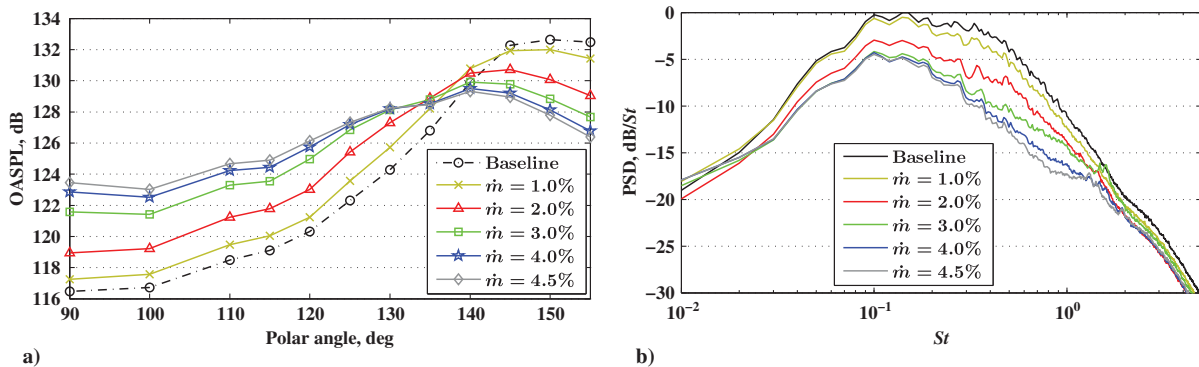 134
132
130
128
126
124
122
120
118
116
OASPL, dB
90
100
110
120
130
140
150
Polar angle, deg
Baseline
ṁ = 1.0%
ṁ = 2.0%
ṁ = 3.0%
ṁ = 4.0%
ṁ = 4.5%
a)
0
−5
−10
−15
−20
−25
−30
PSD, dB/St
10⁻²
10⁻¹
10⁰
St
Baseline
ṁ = 1.0%
ṁ = 2.0%
ṁ = 3.0%
ṁ = 4.0%
ṁ = 4.5%
b)